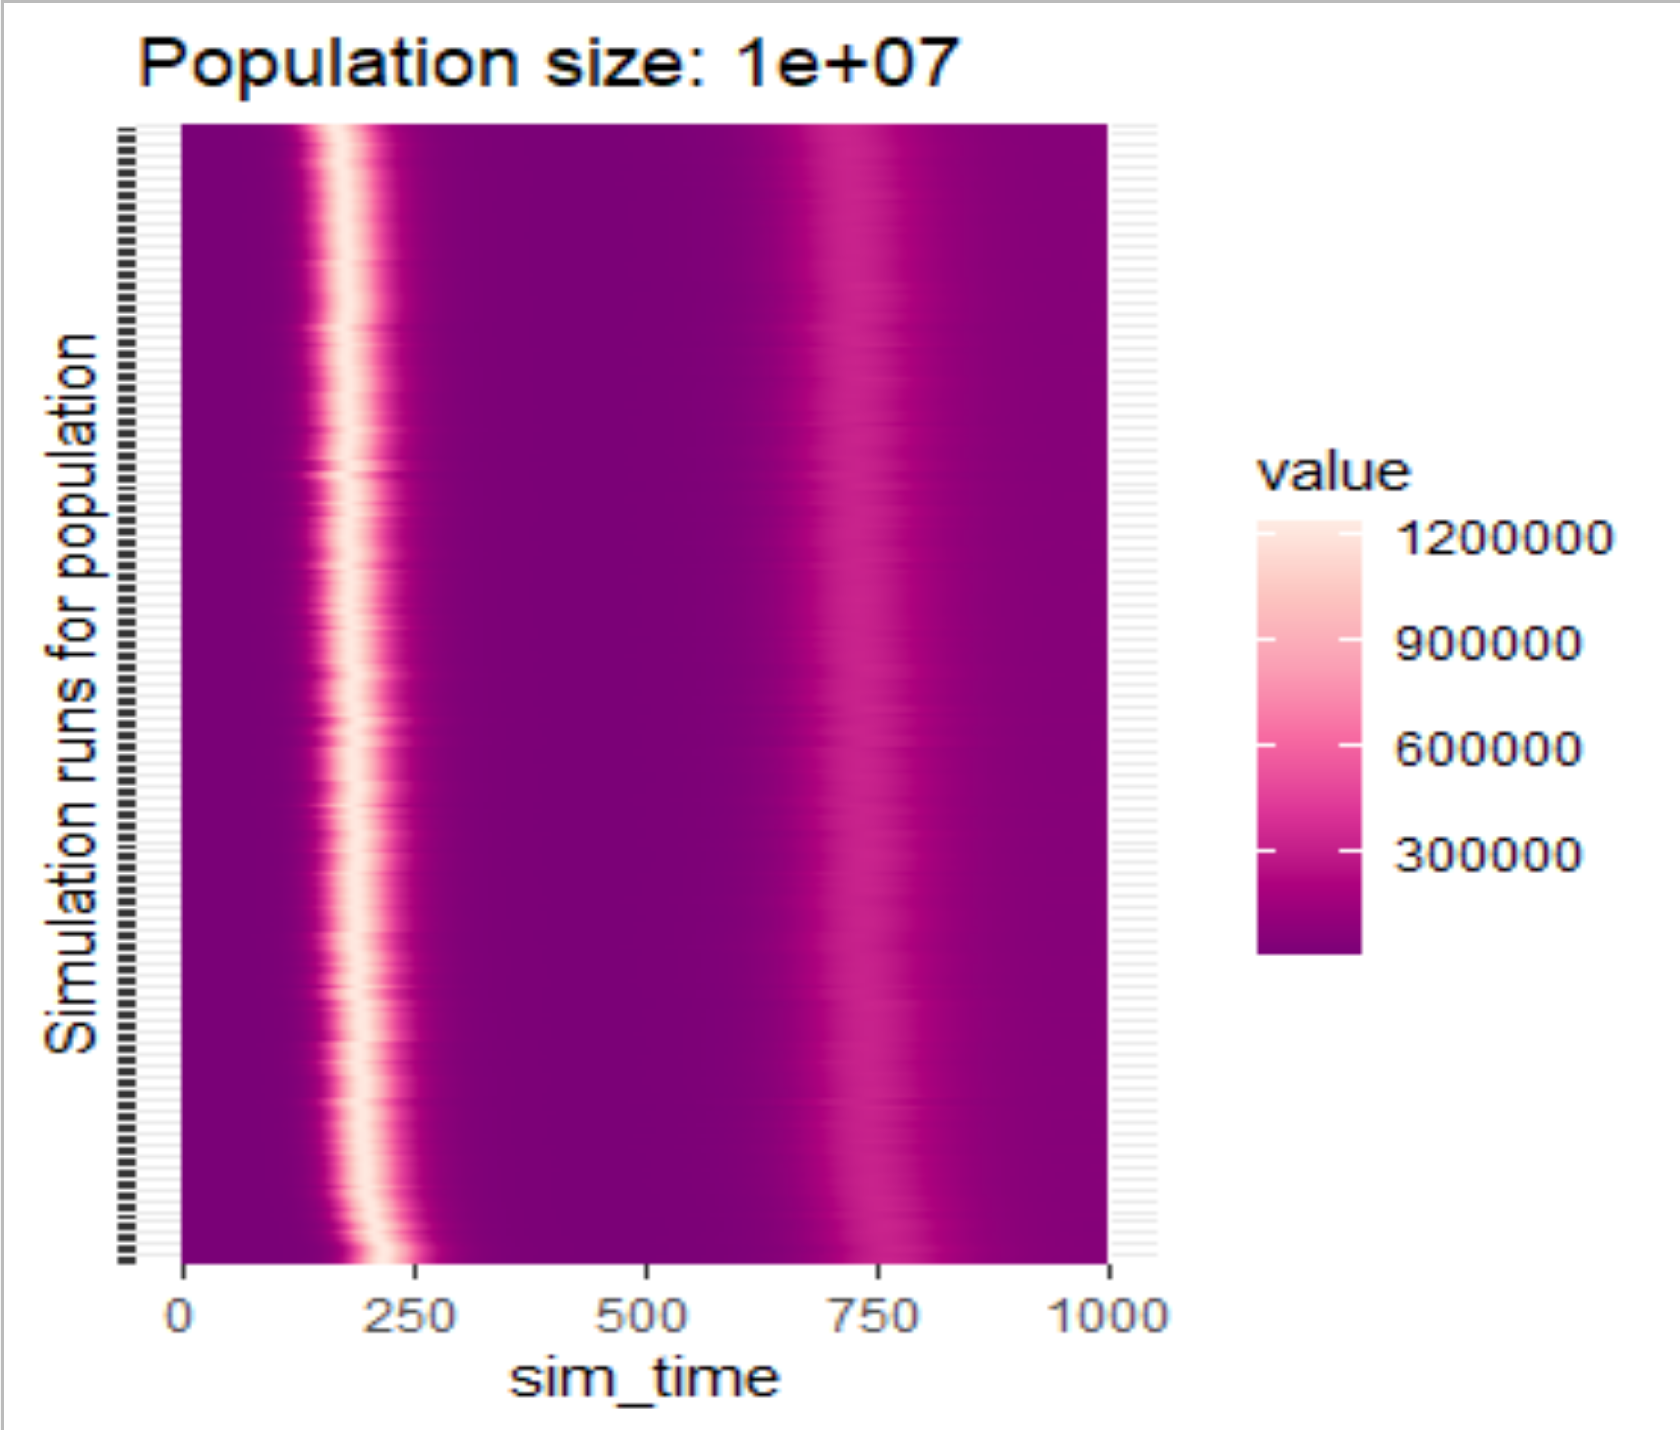 Population size: 1e+07
Simulation runs for population
value
1200000
900000
600000
300000
0 250 500 750 1000
sim_time